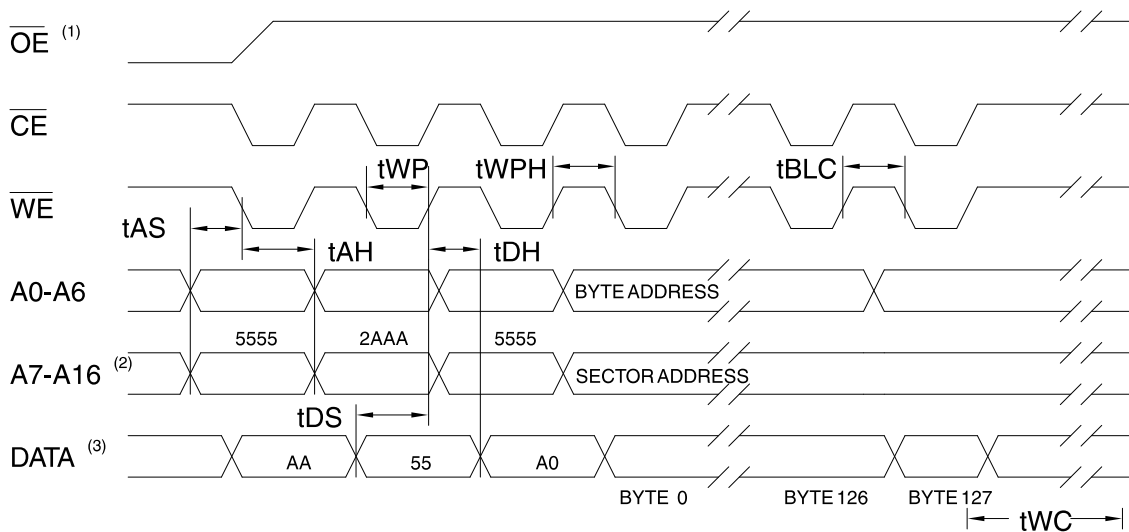 OE (1)
CE
tWP tWPH tBLC
WE
tAS
tAH tDH
A0-A6 BYTE ADDRESS
5555 2AAA 5555
A7-A16 (2) SECTOR ADDRESS
tDS
DATA (3) AA 55 A0
BYTE 0 BYTE 126 BYTE 127
tWC